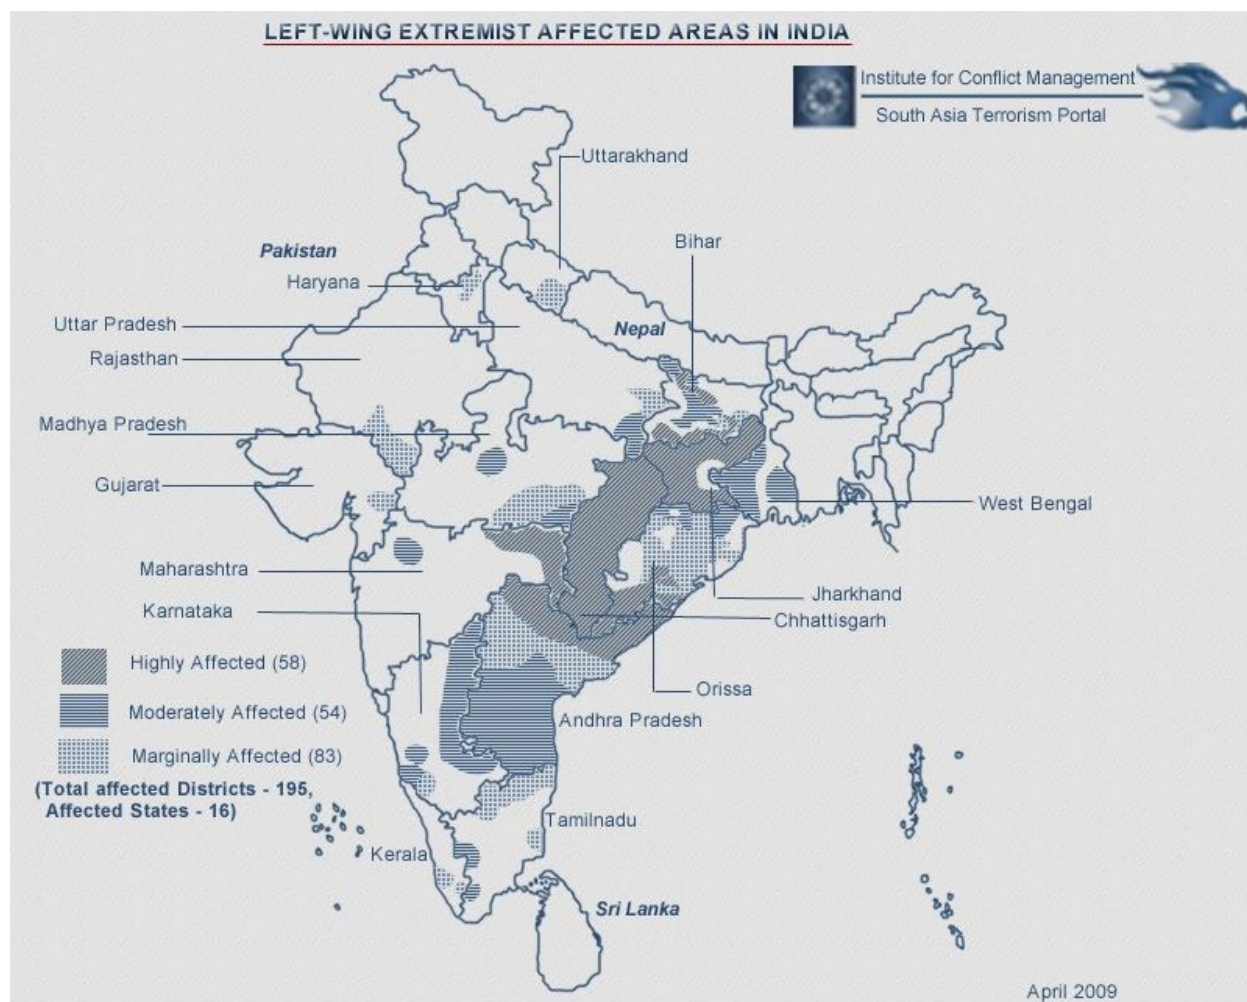 LEFT-WING EXTREMIST AFFECTED AREAS IN INDIA
Institute for Conflict Management
South Asia Terrorism Portal
Uttarakhand
Pakistan
Bihar
Haryana
Uttar Pradesh
Nepal
Rajasthan
Madhya Pradesh
Gujarat
West Bengal
Maharashtra
Jharkhand
Karnataka
Chhattisgarh
Highly Affected (58)
Orissa
Moderately Affected (54)
Andhra Pradesh
Marginally Affected (83)
(Total affected Districts - 195,
Affected States - 16)
Tamilnadu
Kerala
Sri Lanka
April 2009